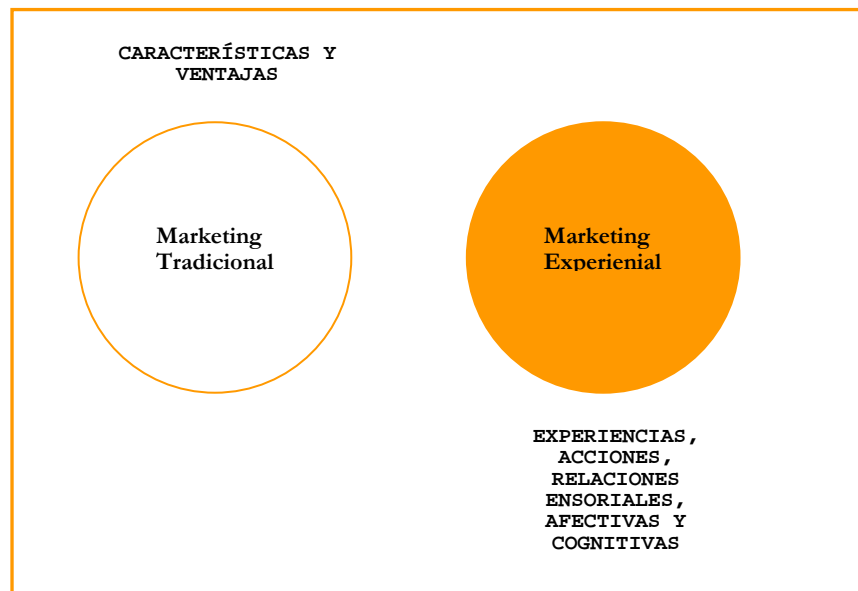 CARACTERÍSTICAS Y
VENTAJAS
Marketing
Tradicional
Marketing
Experienial
EXPERIENCIAS,
ACCIONES,
RELACIONES
ENSORIALES,
AFECTIVAS Y
COGNITIVAS